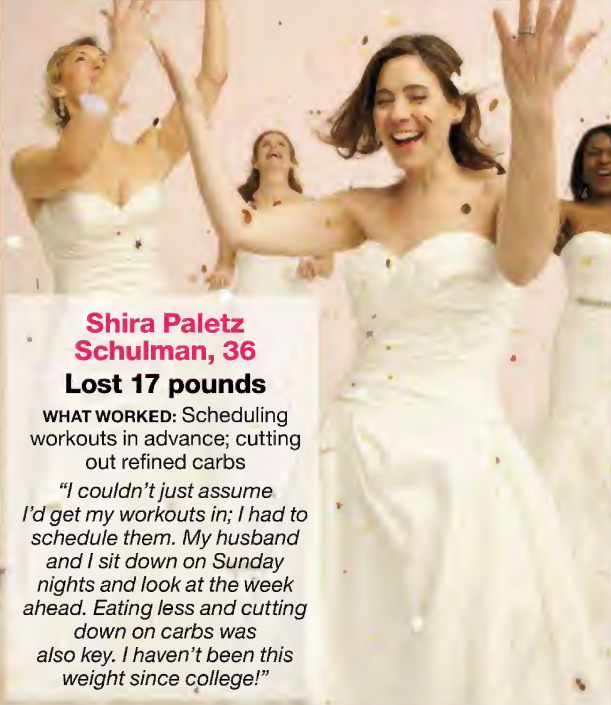 Shira Paletz
Schulman, 36
Lost 17 pounds
WHAT WORKED: Scheduling
workouts in advance; cutting
out refined carbs
"I couldn't just assume
I'd get my workouts in; I had to
schedule them. My husband
and I sit down on Sunday
nights and look at the week
ahead. Eating less and cutting
down on carbs was
also key. I haven't been this
weight since college!"